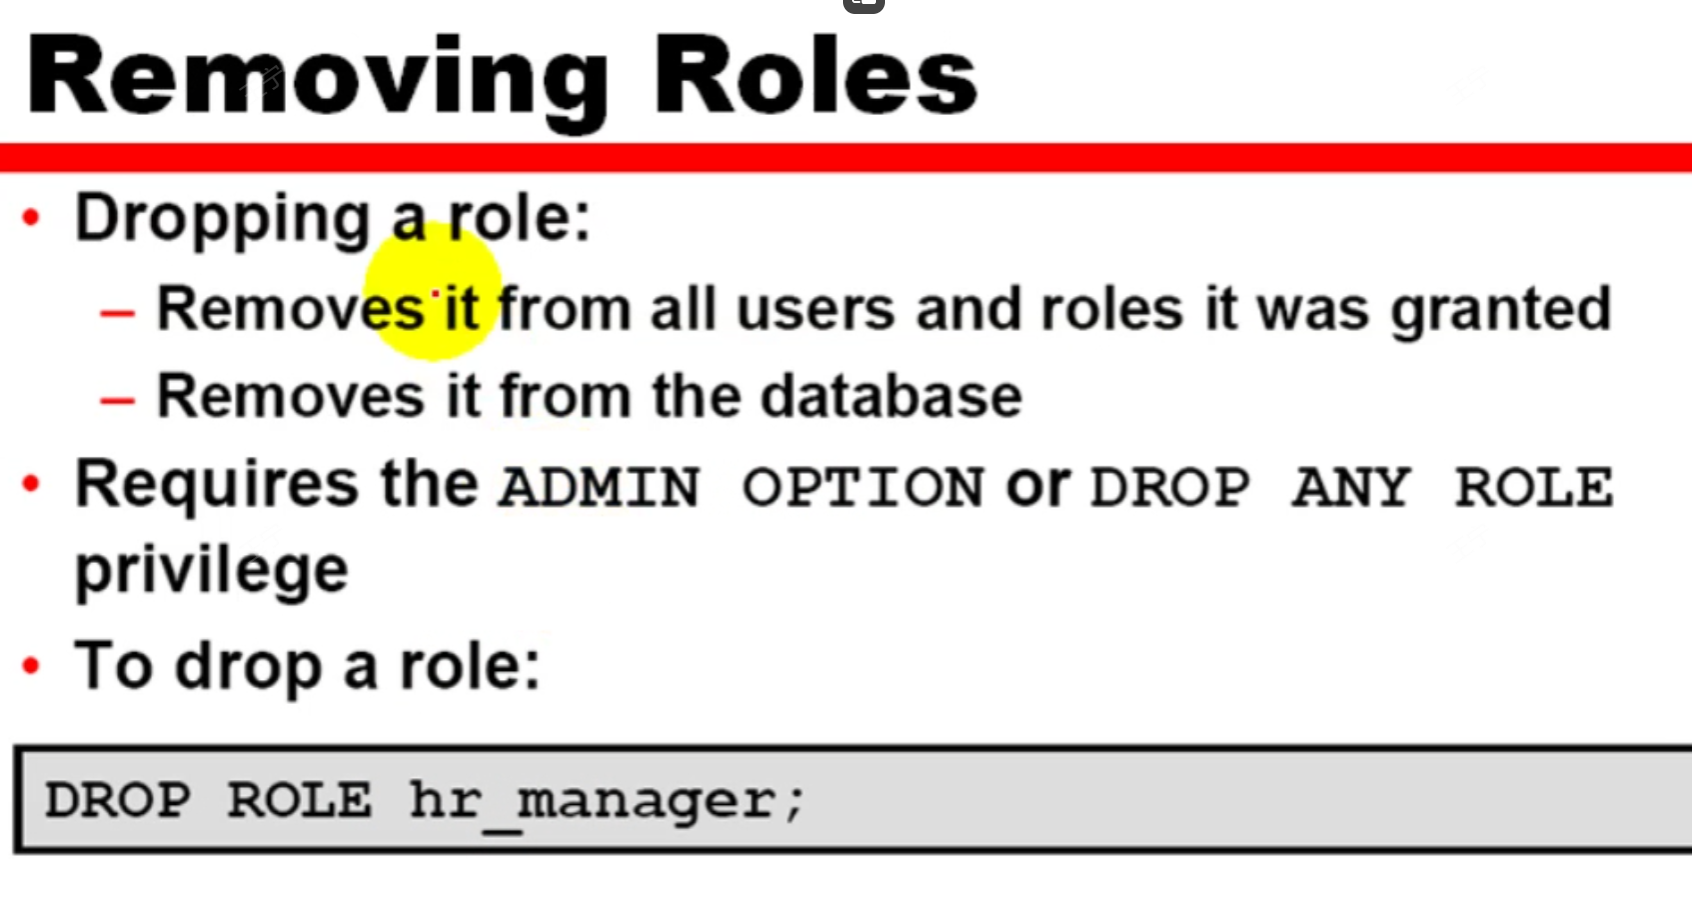 Removing Roles
• Dropping a role:
– Removes it from all users and roles it was granted
– Removes it from the database
• Requires the ADMIN OPTION or DROP ANY ROLE
privilege
• To drop a role:
DROP ROLE hr_manager;